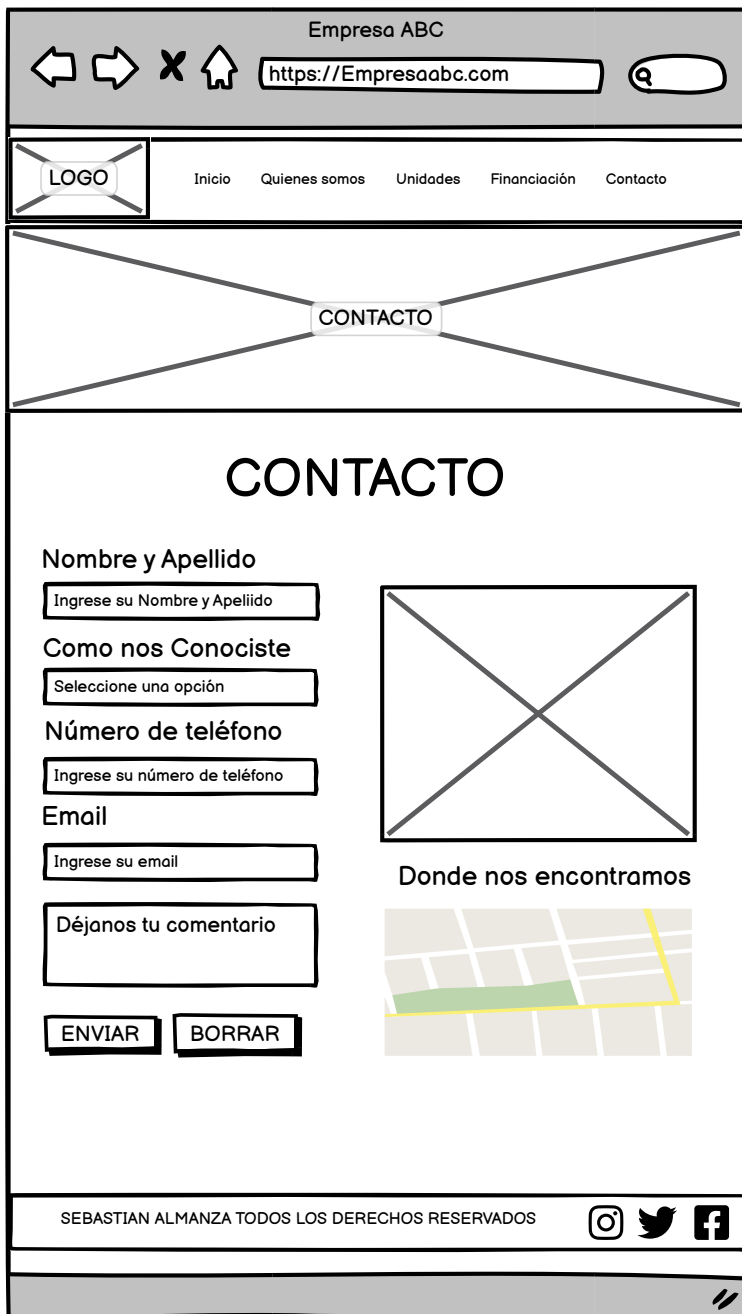 Empresa ABC
https://Empresaabc.com
LOGO
Inicio Quienes somos Unidades Financiación Contacto
CONTACTO
CONTACTO
Nombre y Apellido
Ingrese su Nombre y Apeliido
Como nos Conociste
Seleccione una opción
Número de teléfono
Ingrese su número de teléfono
Email
Ingrese su email
Déjanos tu comentario
ENVIAR BORRAR
Donde nos encontramos
SEBASTIAN ALMANZA TODOS LOS DERECHOS RESERVADOS